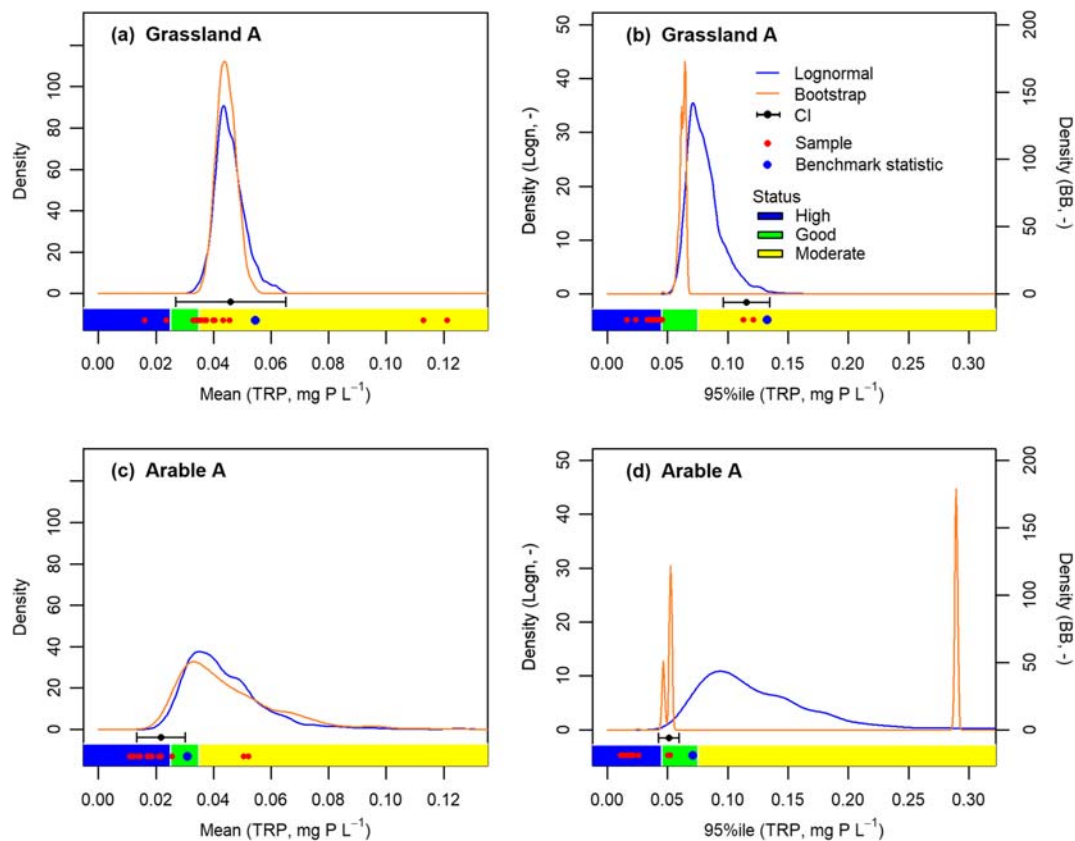 (a) Grassland A
Density
0 20 40 60 80 100
0.00 0.02 0.04 0.06 0.08 0.10 0.12
Mean (TRP, mg P L⁻¹)
(b) Grassland A
Density (Logn, -)
0 10 20 30 40 50
Lognormal
Bootstrap
CI
Sample
Benchmark statistic
Status
High
Good
Moderate
0 50 100 150 200
Density (BB, -)
0.00 0.05 0.10 0.15 0.20 0.25 0.30
95%ile (TRP, mg P L⁻¹)
(c) Arable A
Density
0 20 40 60 80 100
0.00 0.02 0.04 0.06 0.08 0.10 0.12
Mean (TRP, mg P L⁻¹)
(d) Arable A
Density (Logn, -)
0 10 20 30 40 50
0 50 100 150 200
Density (BB, -)
0.00 0.05 0.10 0.15 0.20 0.25 0.30
95%ile (TRP, mg P L⁻¹)